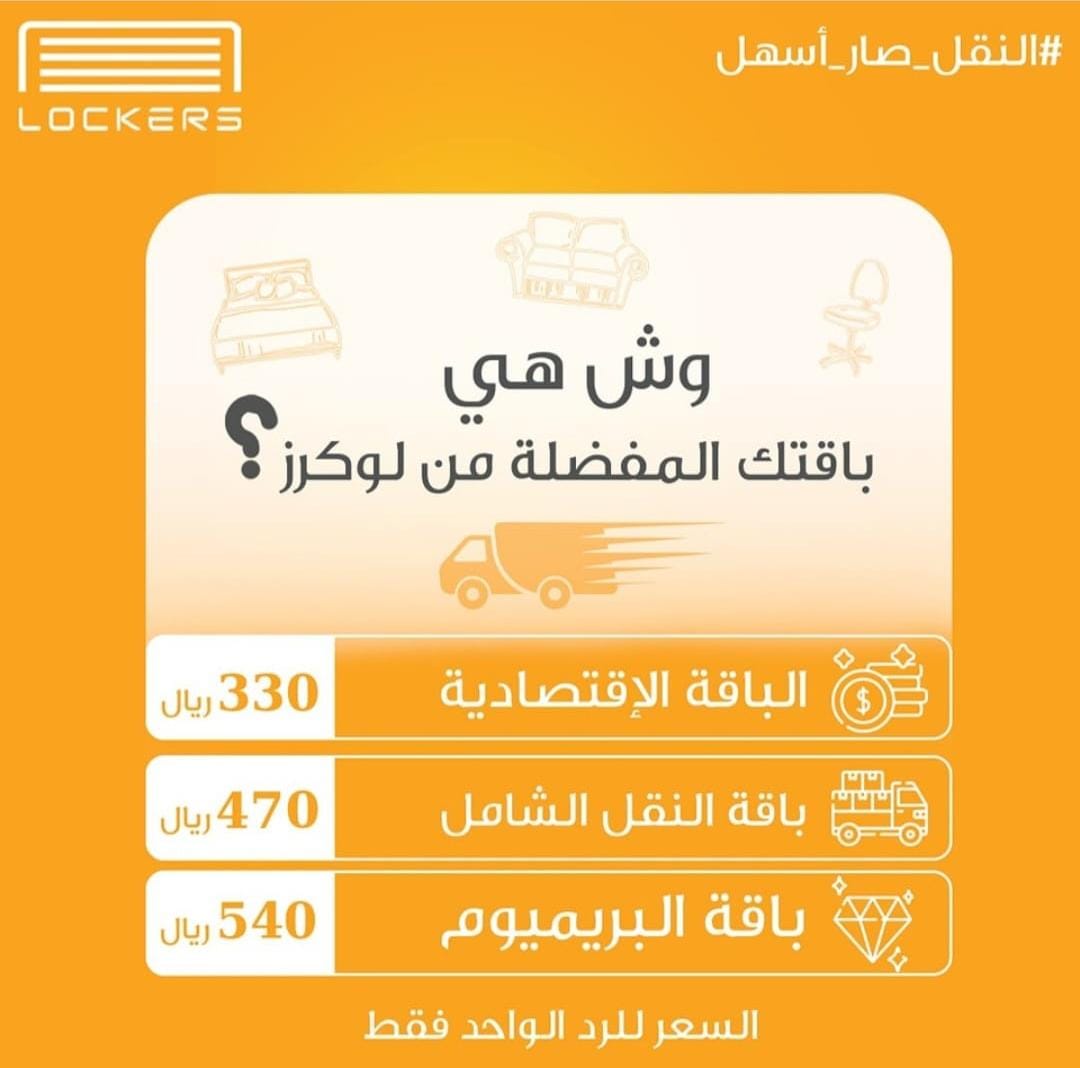 #النقل_صار_أسهل
LOCKERS
وش هي
باقتك المفضلة من لوكرز؟
الباقة الإقتصادية 330 ريال
باقة النقل الشامل 470 ريال
باقة البريميوم 540 ريال
السعر للرد الواحد فقط